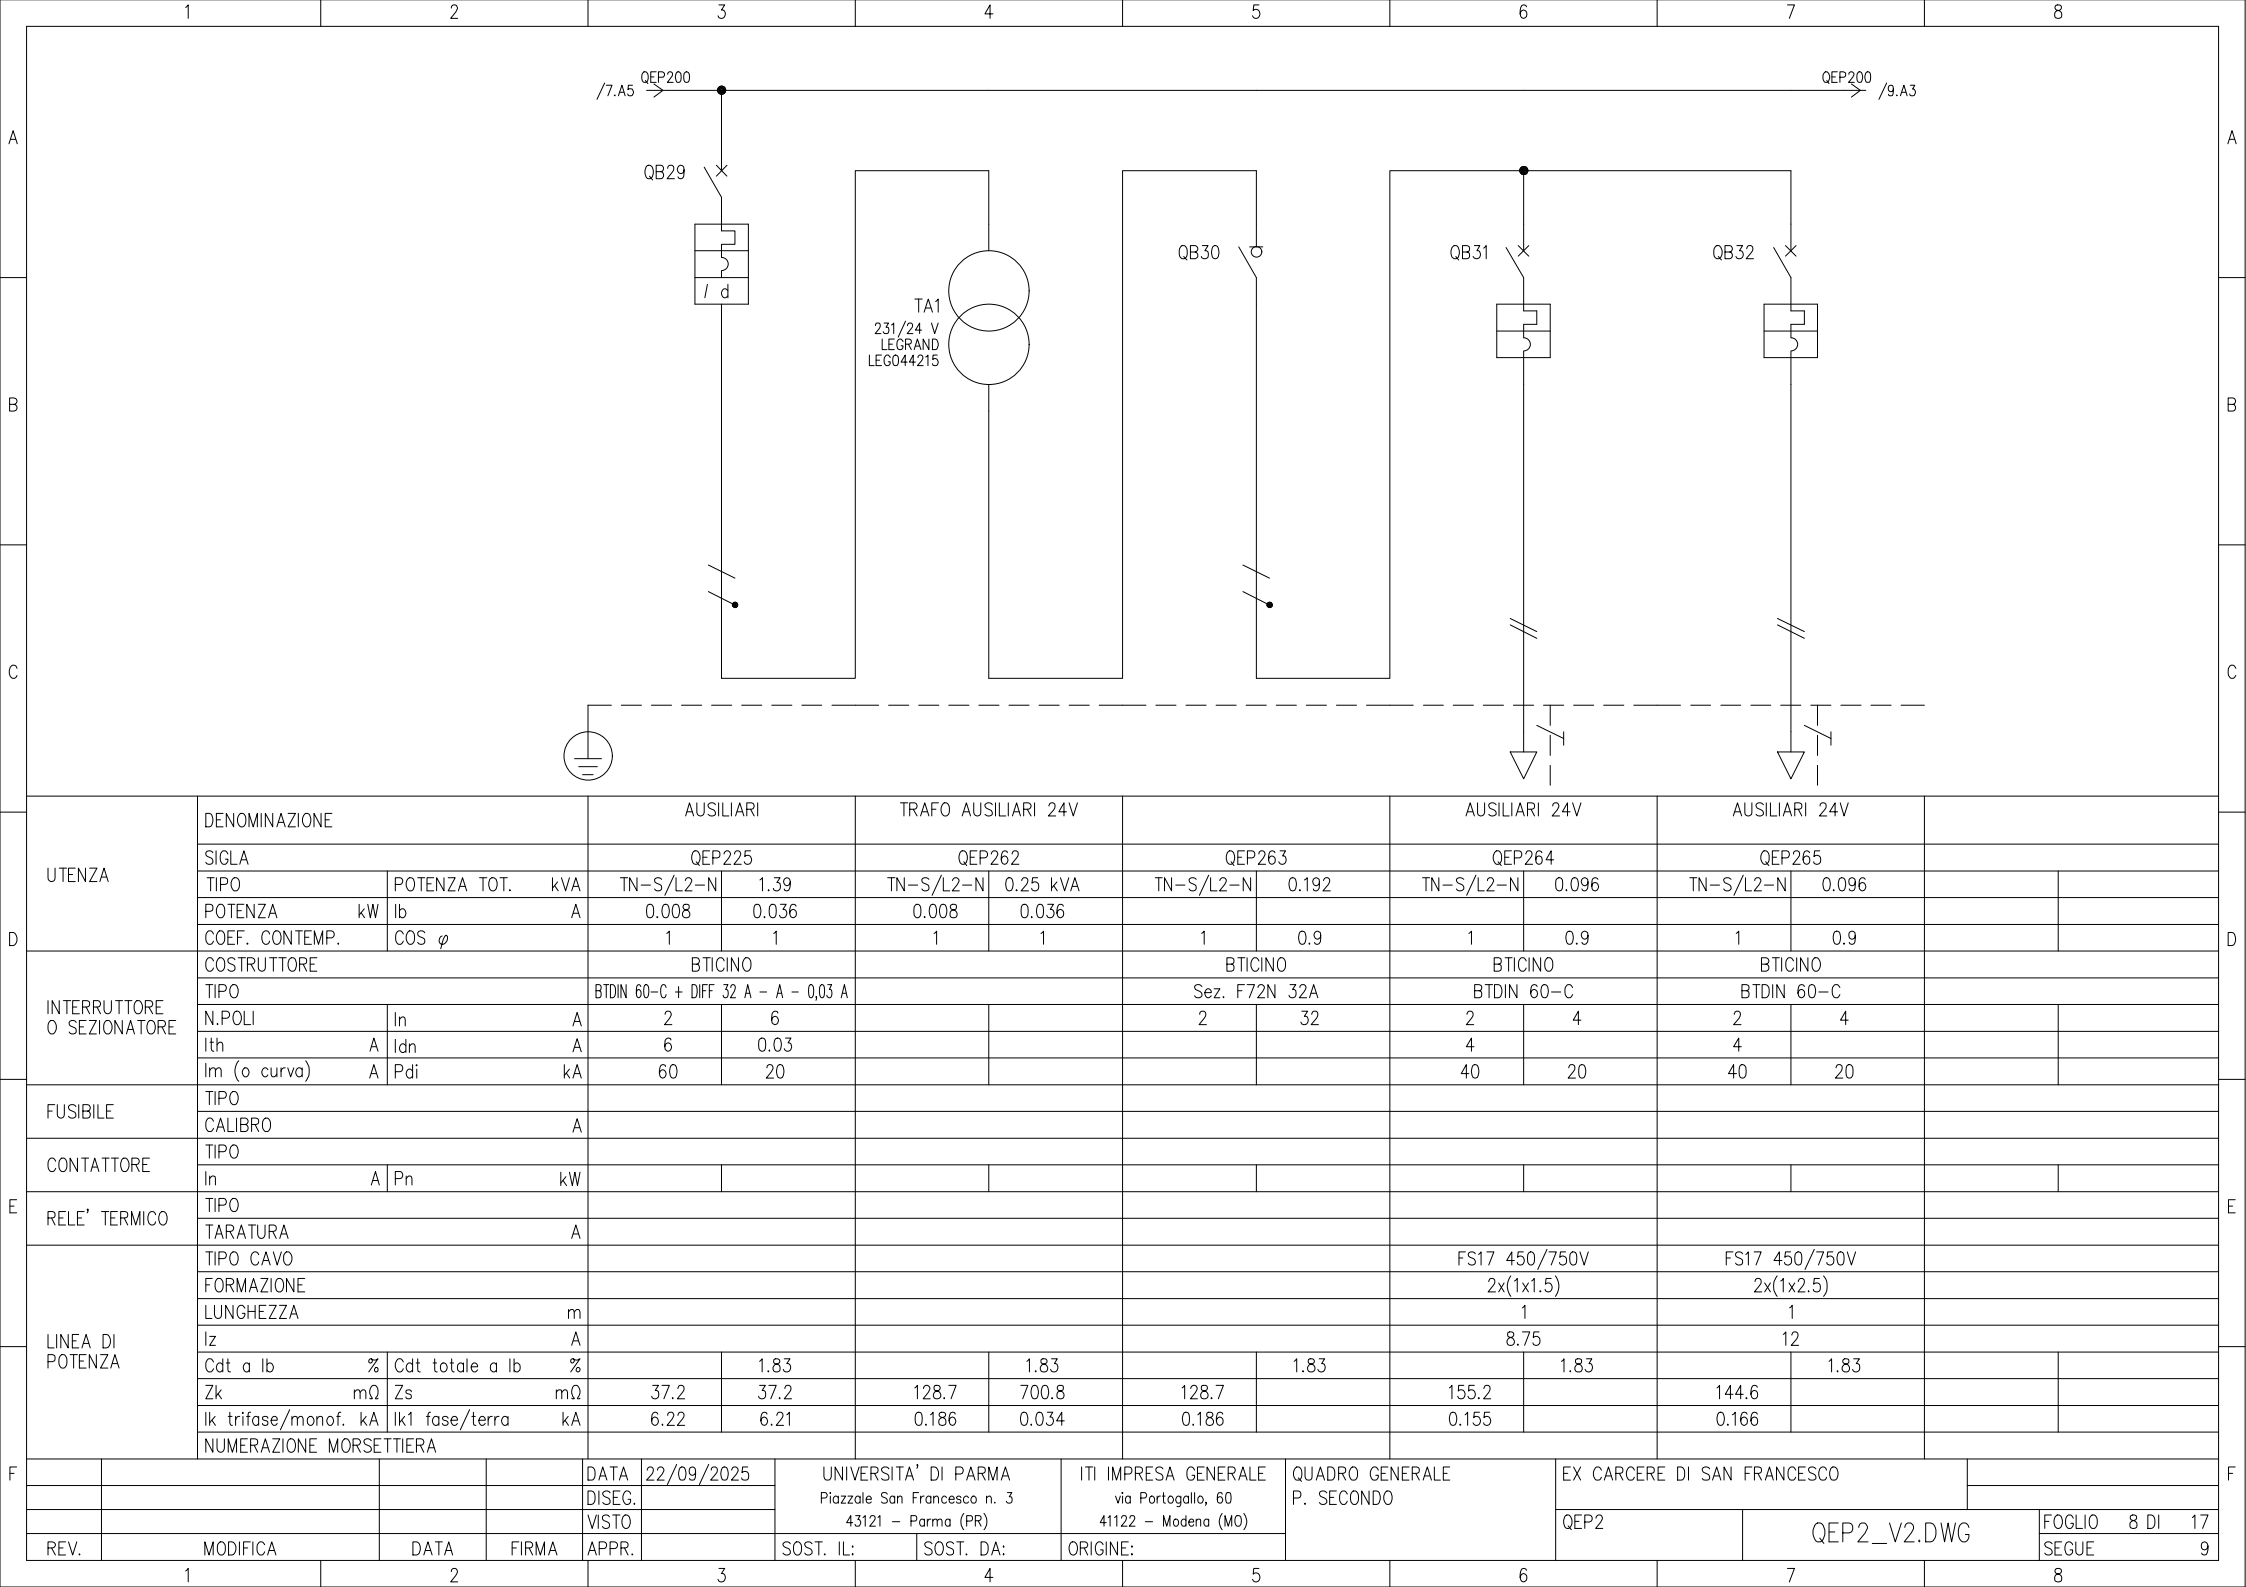 1 2 3 4 5 6 7 8
QEP200 QEP200
/7.A5 /9.A3
A A
QB29
QB30 QB31 QB32
I d
TA1
231/24 V
LEGRAND
LEG044215
B B
C C
UTENZA
DENOMINAZIONE AUSILIARI TRAFO AUSILIARI 24V AUSILIARI 24V AUSILIARI 24V
SIGLA QEP225 QEP262 QEP263 QEP264 QEP265
TIPO POTENZA TOT. kVA TN-S/L2-N 1.39 TN-S/L2-N 0.25 kVA TN-S/L2-N 0.192 TN-S/L2-N 0.096 TN-S/L2-N 0.096
POTENZA kW Ib A 0.008 0.036 0.008 0.036
D COEF. CONTEMP. COS φ 1 1 1 1 1 0.9 1 0.9 1 0.9 D
INTERRUTTORE
O SEZIONATORE
COSTRUTTORE BTICINO BTICINO BTICINO BTICINO
TIPO BTDIN 60-C + DIFF 32 A - A - 0,03 A Sez. F72N 32A BTDIN 60-C BTDIN 60-C
N.POLI In A 2 6 2 32 2 4 2 4
Ith A Idn A 6 0.03 4 4
Im (o curva) A Pdi kA 60 20 40 20 40 20
FUSIBILE
TIPO
CALIBRO A
CONTATTORE
TIPO
In A Pn kW
E E
RELE' TERMICO
TIPO
TARATURA A
LINEA DI
POTENZA
TIPO CAVO FS17 450/750V FS17 450/750V
FORMAZIONE 2x(1x1.5) 2x(1x2.5)
LUNGHEZZA m 1 1
Iz A 8.75 12
Cdt a Ib % Cdt totale a Ib % 1.83 1.83 1.83 1.83 1.83
Zk mΩ Zs mΩ 37.2 37.2 128.7 700.8 128.7 155.2 144.6
Ik trifase/monof. kA Ik1 fase/terra kA 6.22 6.21 0.186 0.034 0.186 0.155 0.166
NUMERAZIONE MORSETTIERA
F F
DATA 22/09/2025 UNIVERSITA' DI PARMA ITI IMPRESA GENERALE QUADRO GENERALE EX CARCERE DI SAN FRANCESCO
DISEG. Piazzale San Francesco n. 3 via Portogallo, 60 P. SECONDO
VISTO 43121 - Parma (PR) 41122 - Modena (MO) QEP2 QEP2_V2.DWG FOGLIO 8 DI 17
REV. MODIFICA DATA FIRMA APPR. SOST. IL: SOST. DA: ORIGINE: SEGUE 9
1 2 3 4 5 6 7 8